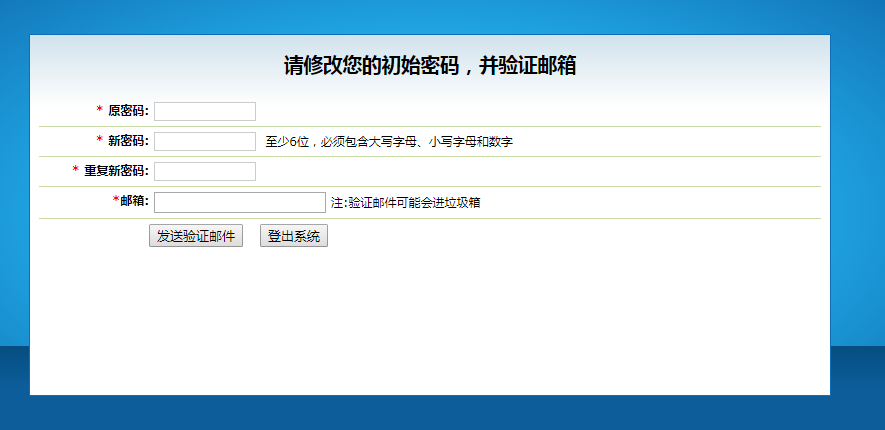 请修改您的初始密码，并验证邮箱
* 原密码:
* 新密码: 至少6位，必须包含大写字母、小写字母和数字
* 重复新密码:
*邮箱: 注:验证邮件可能会进垃圾箱
发送验证邮件 登出系统